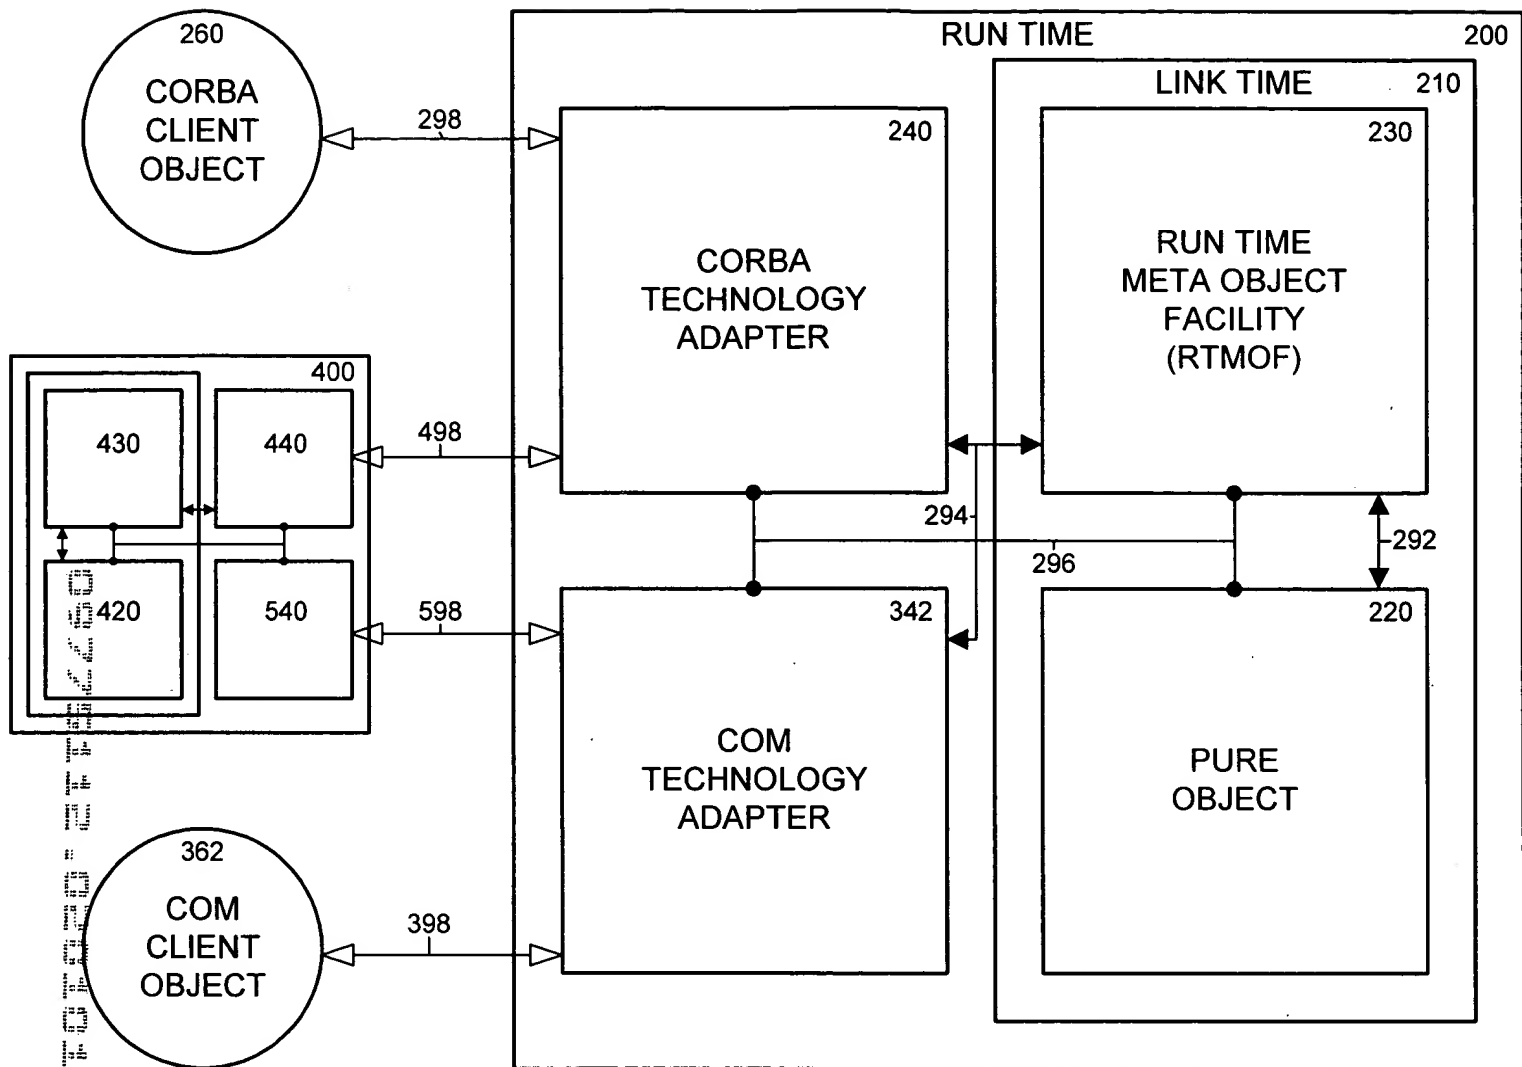 260
CORBA
CLIENT
OBJECT
298
RUN TIME
200
LINK TIME
210
240
CORBA
TECHNOLOGY
ADAPTER
230
RUN TIME
META OBJECT
FACILITY
(RTMOF)
400
430
440
498
420
540
598
294
296
292
342
COM
TECHNOLOGY
ADAPTER
220
PURE
OBJECT
362
COM
CLIENT
OBJECT
398